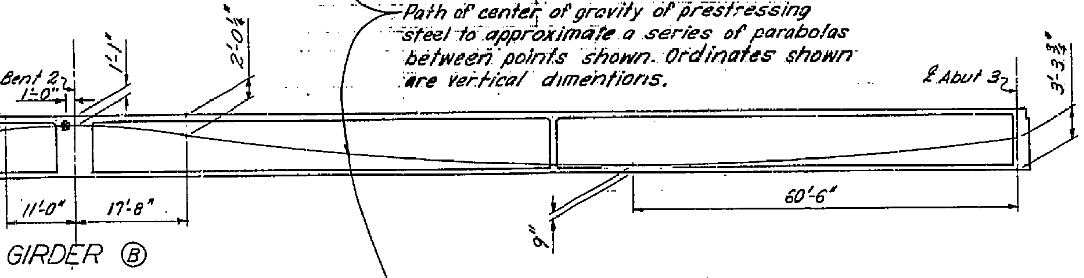 Path of center of gravity of prestressing
steel to approximate a series of parabolas
between points shown. Ordinates shown
are vertical dimentions.
Bent 2
1'-0"
1'-1"
2'-0¼"
℄ Abut 3
3'-3¾"
11'-0"
17'-8"
9"
60'-6"
GIRDER Ⓑ